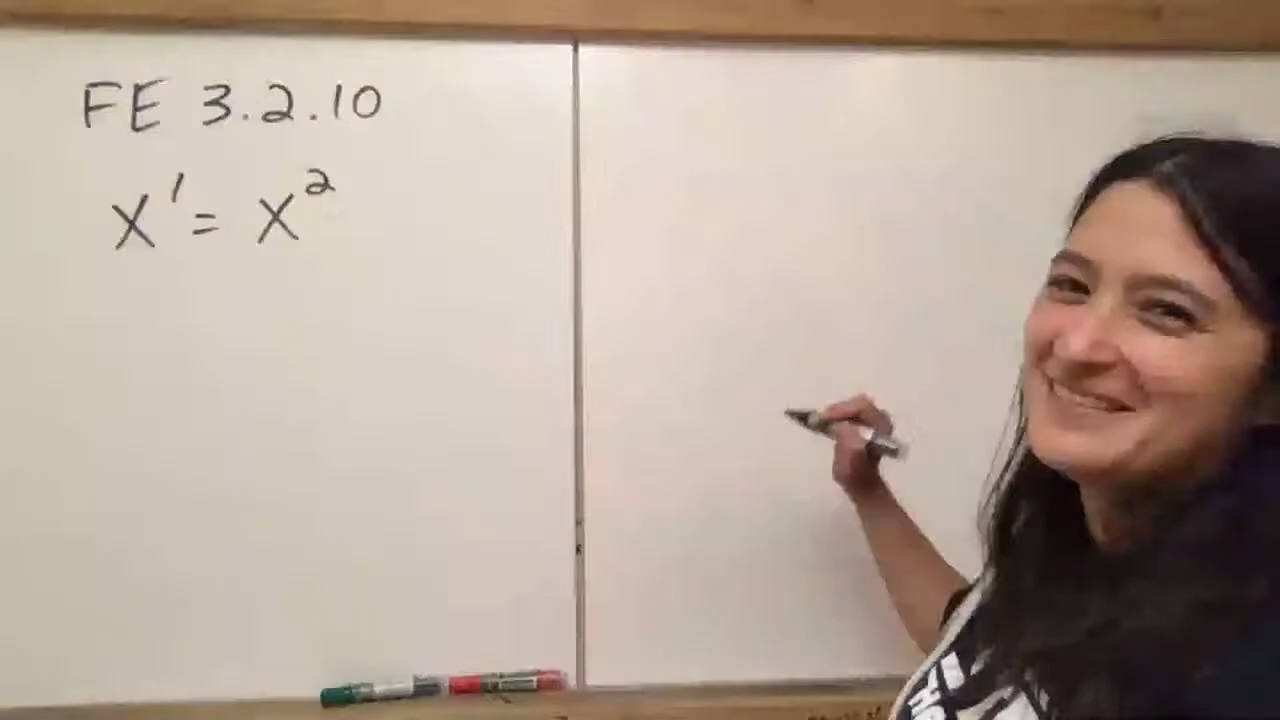 FE 3.2.10
x' = x²